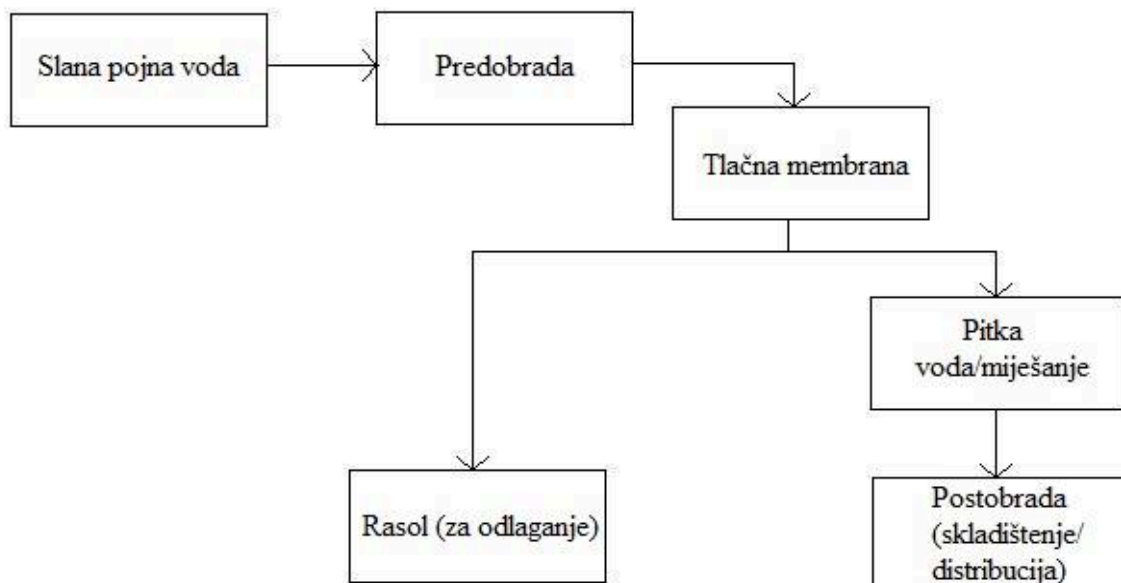 Slana pojna voda
Predobrada
Tlačna membrana
Pitka
voda/miješanje
Rasol (za odlaganje)
Postobrada
(skladištenje/
distribucija)